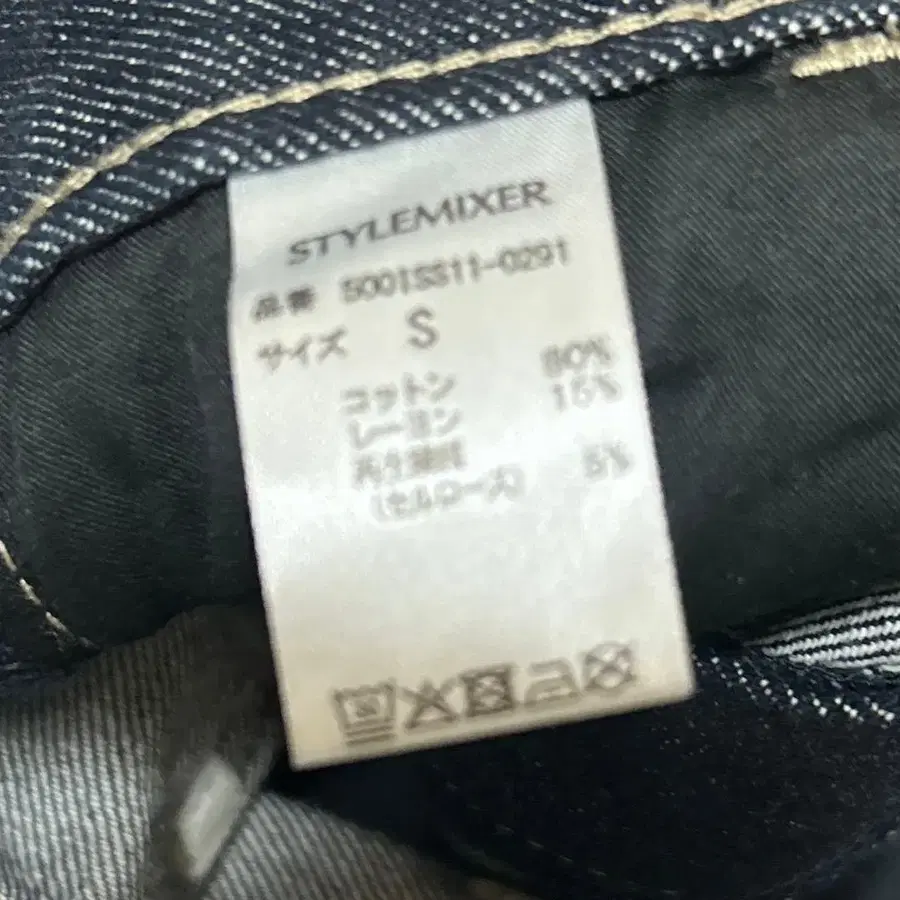 STYLEMIXER
品番 5001SS11-0291
サイズ S
コットン 80%
レーヨン 15%
再生繊維
(セルロース) 5%